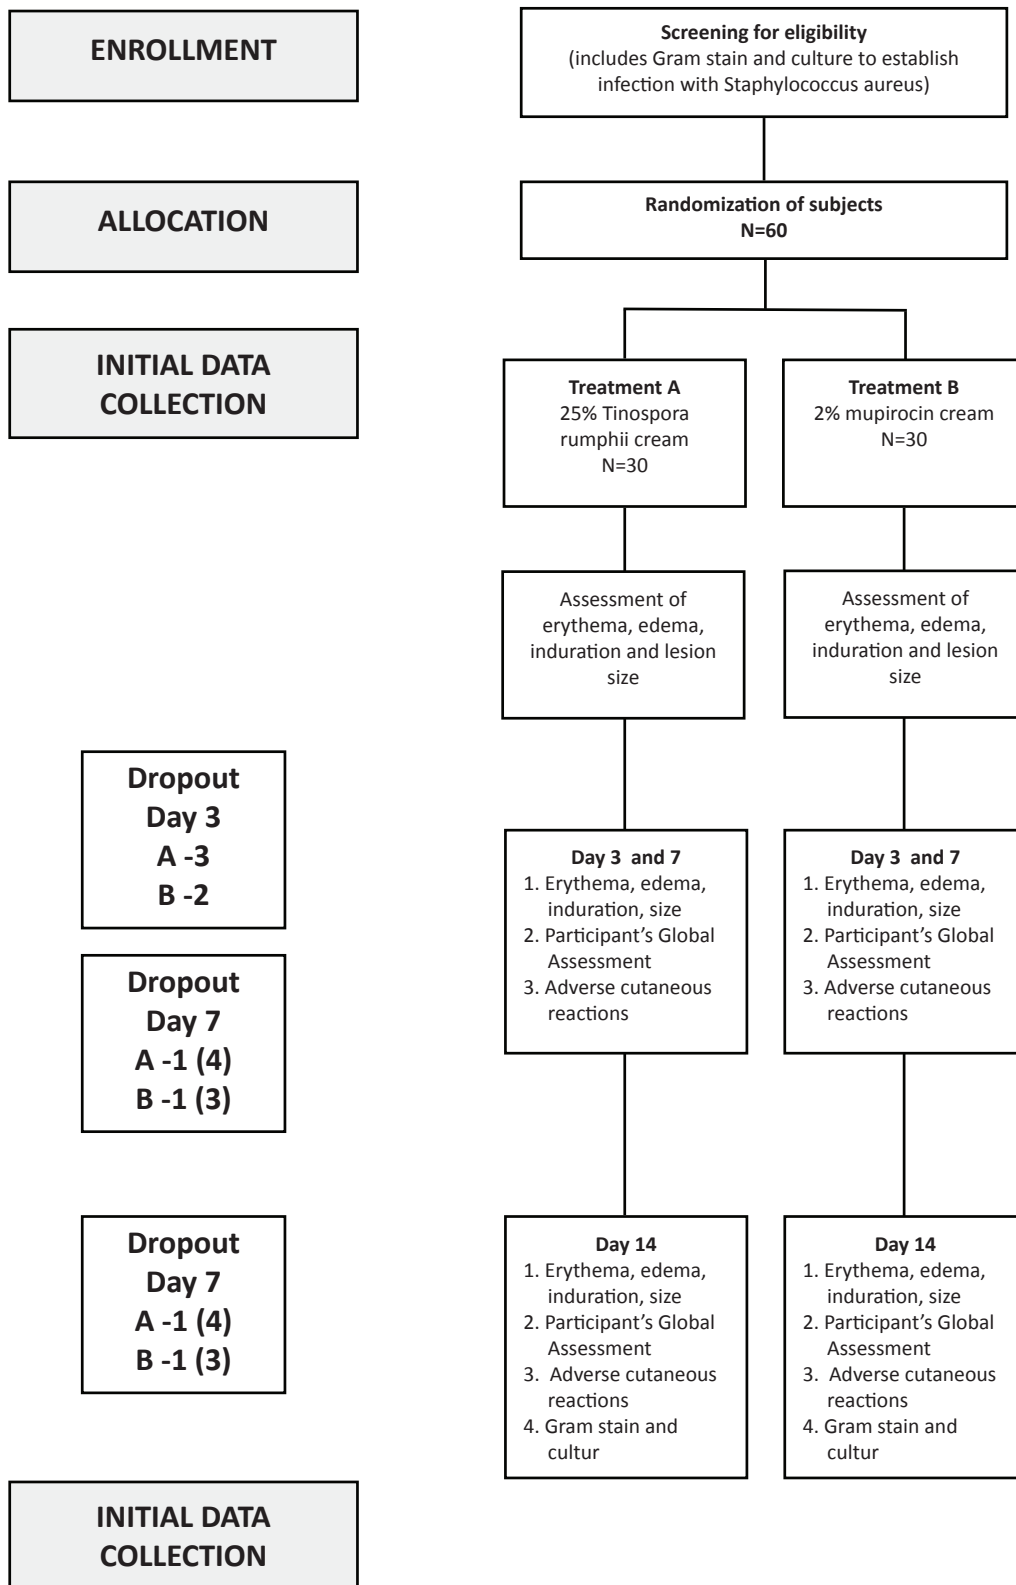 ENROLLMENT
Screening for eligibility
(includes Gram stain and culture to establish
infection with Staphylococcus aureus)
ALLOCATION
Randomization of subjects
N=60
INITIAL DATA
COLLECTION
Treatment A
25% Tinospora
rumphii cream
N=30
Treatment B
2% mupirocin cream
N=30
Assessment of
erythema, edema,
induration and lesion
size
Assessment of
erythema, edema,
induration and lesion
size
Dropout
Day 3
A -3
B -2
Day 3 and 7
1. Erythema, edema,
induration, size
2. Participant’s Global
Assessment
3. Adverse cutaneous
reactions
Day 3 and 7
1. Erythema, edema,
induration, size
2. Participant’s Global
Assessment
3. Adverse cutaneous
reactions
Dropout
Day 7
A -1 (4)
B -1 (3)
Dropout
Day 7
A -1 (4)
B -1 (3)
Day 14
1. Erythema, edema,
induration, size
2. Participant’s Global
Assessment
3. Adverse cutaneous
reactions
4. Gram stain and
cultur
Day 14
1. Erythema, edema,
induration, size
2. Participant’s Global
Assessment
3. Adverse cutaneous
reactions
4. Gram stain and
cultur
INITIAL DATA
COLLECTION